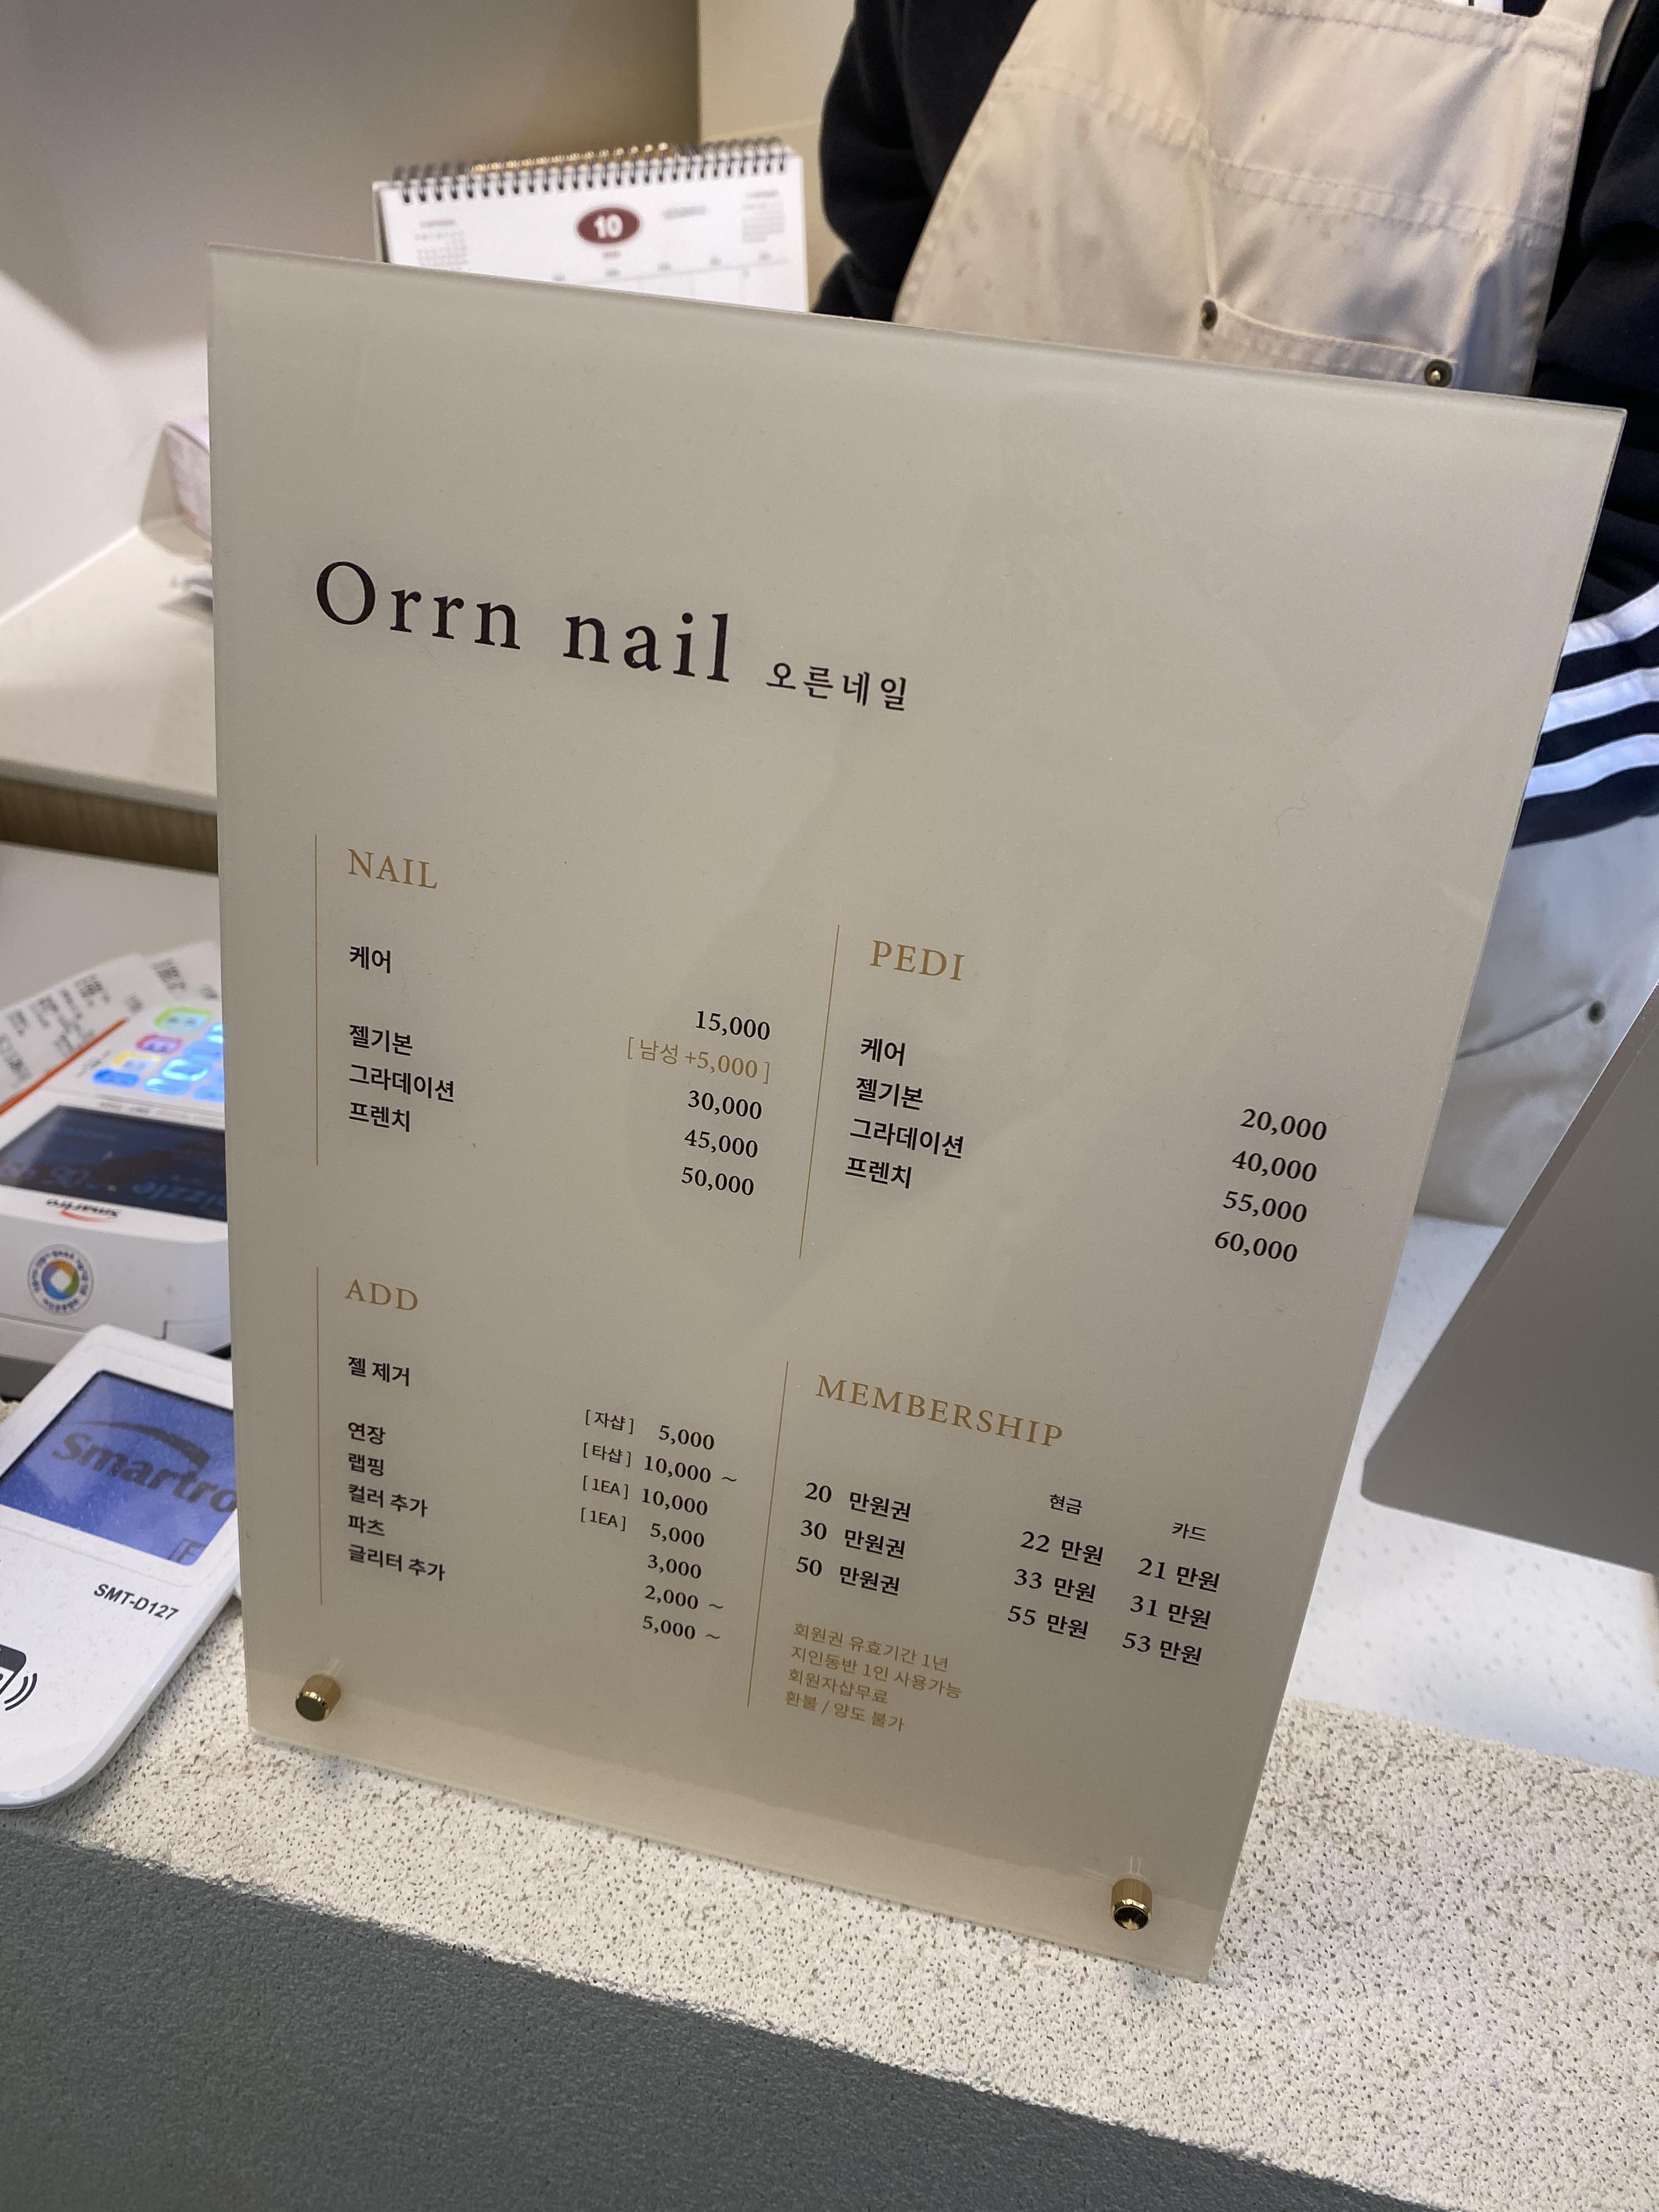 10
Orrn nail 오른네일
NAIL
케어 15,000
[ 남성 +5,000 ]
젤기본 30,000
그라데이션 45,000
프렌치 50,000
PEDI
케어 20,000
젤기본 40,000
그라데이션 55,000
프렌치 60,000
ADD
젤 제거 [ 자샵 ] 5,000
[ 타샵 ] 10,000 ~
연장 [ 1EA ] 10,000
랩핑 [ 1EA ] 5,000
컬러 추가 3,000
파츠 2,000 ~
글리터 추가 5,000 ~
MEMBERSHIP
현금 카드
20 만원권 22 만원 21 만원
30 만원권 33 만원 31 만원
50 만원권 55 만원 53 만원
회원권 유효기간 1년
지인동반 1인 사용가능
회원자샵무료
환불 / 양도 불가
Smartro
Smartro
SMT-D127